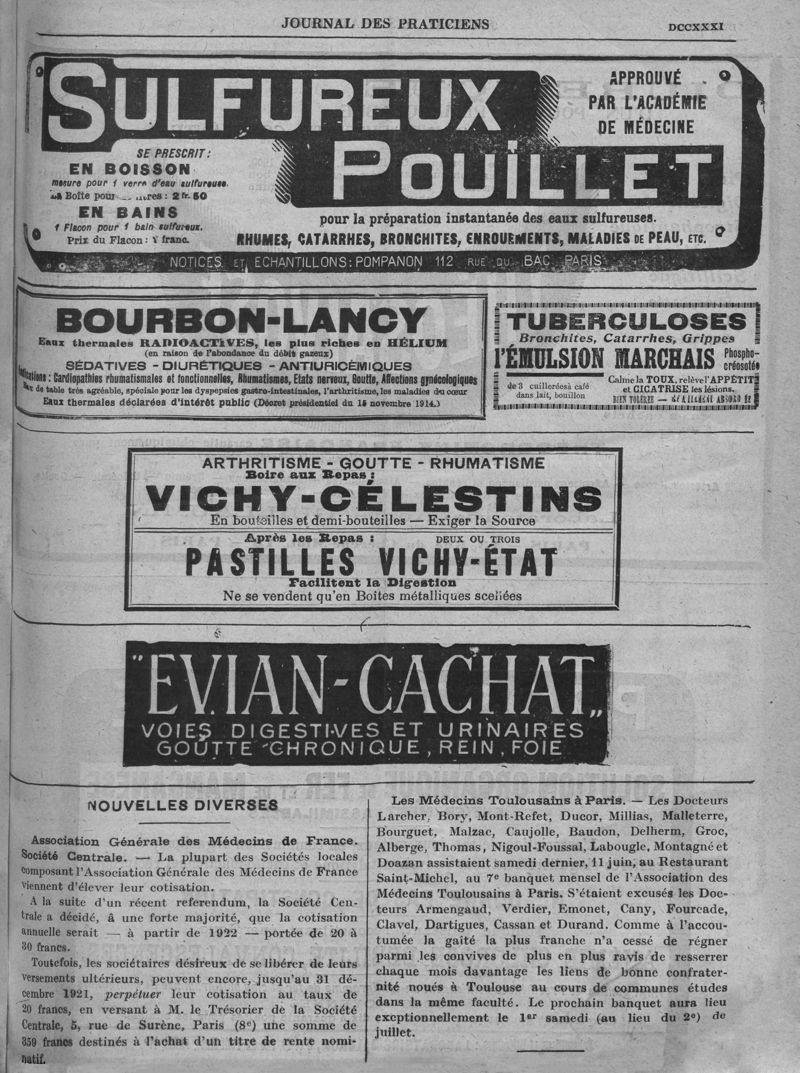 JOURNAL DES PRATICIENS
DCCXXXI
SULFUREUX
POUILLET
APPROUVÉ
PAR L'ACADÉMIE
DE MÉDECINE
SE PRESCRIT:
EN BOISSON
mesure pour 1 verre d'eau sulfureuse.
La Boîte pour ... litres: 2 fr. 50
EN BAINS
1 Flacon pour 1 bain sulfureux.
Prix du Flacon: 1 franc.
pour la préparation instantanée des eaux sulfureuses.
RHUMES, CATARRHES, BRONCHITES, ENROUEMENTS, MALADIES DE PEAU, ETC.
NOTICES ET ECHANTILLONS: POMPANON 112 RUE DU BAC PARIS
BOURBON-LANCY
Eaux thermales RADIOACTIVES, les plus riches en HÉLIUM
(en raison de l'abondance du débit gazeux)
SÉDATIVES - DIURÉTIQUES - ANTIURICÉMIQUES
Indications: Cardiopathies rhumatismales et fonctionnelles, Rhumatismes, Etats nerveux, Goutte, Affections gynécologiques
Eau de table très agréable, spéciale pour les dyspepsies gastro-intestinales, l'arthritisme, les maladies du cœur
Eaux thermales déclarées d'intérêt public (Décret présidentiel du 15 novembre 1914.)
TUBERCULOSES
Bronchites, Catarrhes, Grippes
l'ÉMULSION MARCHAIS Phospho-
créosotée
de 3 cuillerées à café
dans lait, bouillon
Calme la TOUX, relève l'APPÉTIT
et CICATRISE les lésions.
BIEN TOLÉRÉE —
ARTHRITISME - GOUTTE - RHUMATISME
Boire aux Repas:
VICHY-CÉLESTINS
En bouteilles et demi-bouteilles — Exiger la Source
Après les Repas: DEUX OU TROIS
PASTILLES VICHY-ÉTAT
Facilitent la Digestion
Ne se vendent qu'en Boîtes métalliques scellées
"EVIAN-CACHAT„
VOIES DIGESTIVES ET URINAIRES
GOUTTE CHRONIQUE, REIN, FOIE
NOUVELLES DIVERSES
Association Générale des Médecins de France.
Société Centrale. — La plupart des Sociétés locales
composant l'Association Générale des Médecins de France
viennent d'élever leur cotisation.
A la suite d'un récent referendum, la Société Cen-
trale a décidé, à une forte majorité, que la cotisation
annuelle serait — à partir de 1922 — portée de 20 à
30 francs.
Toutefois, les sociétaires désireux de se libérer de leurs
versements ultérieurs, peuvent encore, jusqu'au 31 dé-
cembre 1921, perpétuer leur cotisation au taux de
20 francs, en versant à M. le Trésorier de la Société
Centrale, 5, rue de Surène, Paris (8e) une somme de
359 francs destinés à l'achat d'un titre de rente nomi-
natif.
Les Médecins Toulousains à Paris. — Les Docteurs
Larcher, Bory, Mont-Refet, Ducor, Millias, Malleterre,
Bourguet, Malzac, Caujolle, Baudon, Delherm, Groc,
Alberge, Thomas, Nigoul-Foussal, Labougle, Montagné et
Doazan assistaient samedi dernier, 11 juin, au Restaurant
Saint-Michel, au 7e banquet mensel de l'Association des
Médecins Toulousains à Paris. S'étaient excusés les Doc-
teurs Armengaud, Verdier, Emonet, Cany, Fourcade,
Clavel, Dartigues, Cassan et Durand. Comme à l'accou-
tumée la gaîté la plus franche n'a cessé de régner
parmi les convives de plus en plus ravis de resserrer
chaque mois davantage les liens de bonne confrater-
nité noués à Toulouse au cours de communes études
dans la même faculté. Le prochain banquet aura lieu
exceptionnellement le 1er samedi (au lieu du 2e) de
juillet.